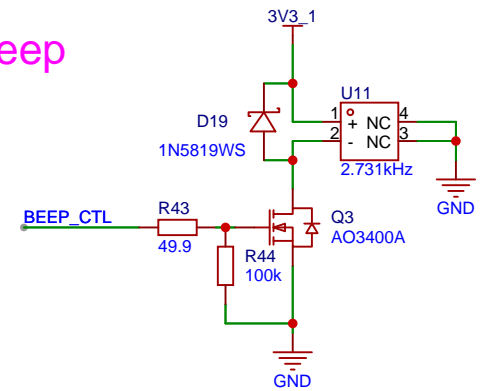 eep
3V3_1
U11
D19
1N5819WS
1 + NC 4
2 - NC 3
2.731kHz
GND
BEEP_CTL
R43
49.9
Q3
AO3400A
R44
100k
GND